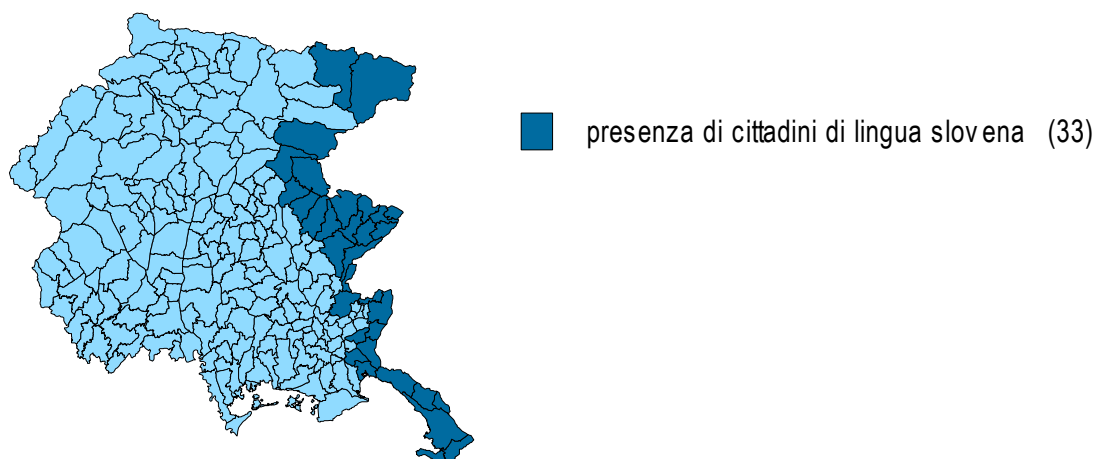 presenza di cittadini di lingua slovena (33)